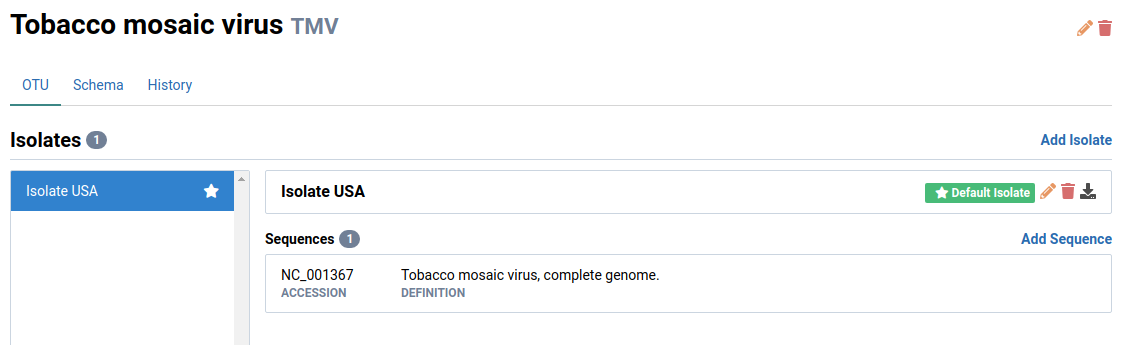 Tobacco mosaic virus TMV
OTU Schema History
Isolates 1 Add Isolate
Isolate USA
Isolate USA Default Isolate
Sequences 1 Add Sequence
NC_001367 Tobacco mosaic virus, complete genome.
ACCESSION DEFINITION